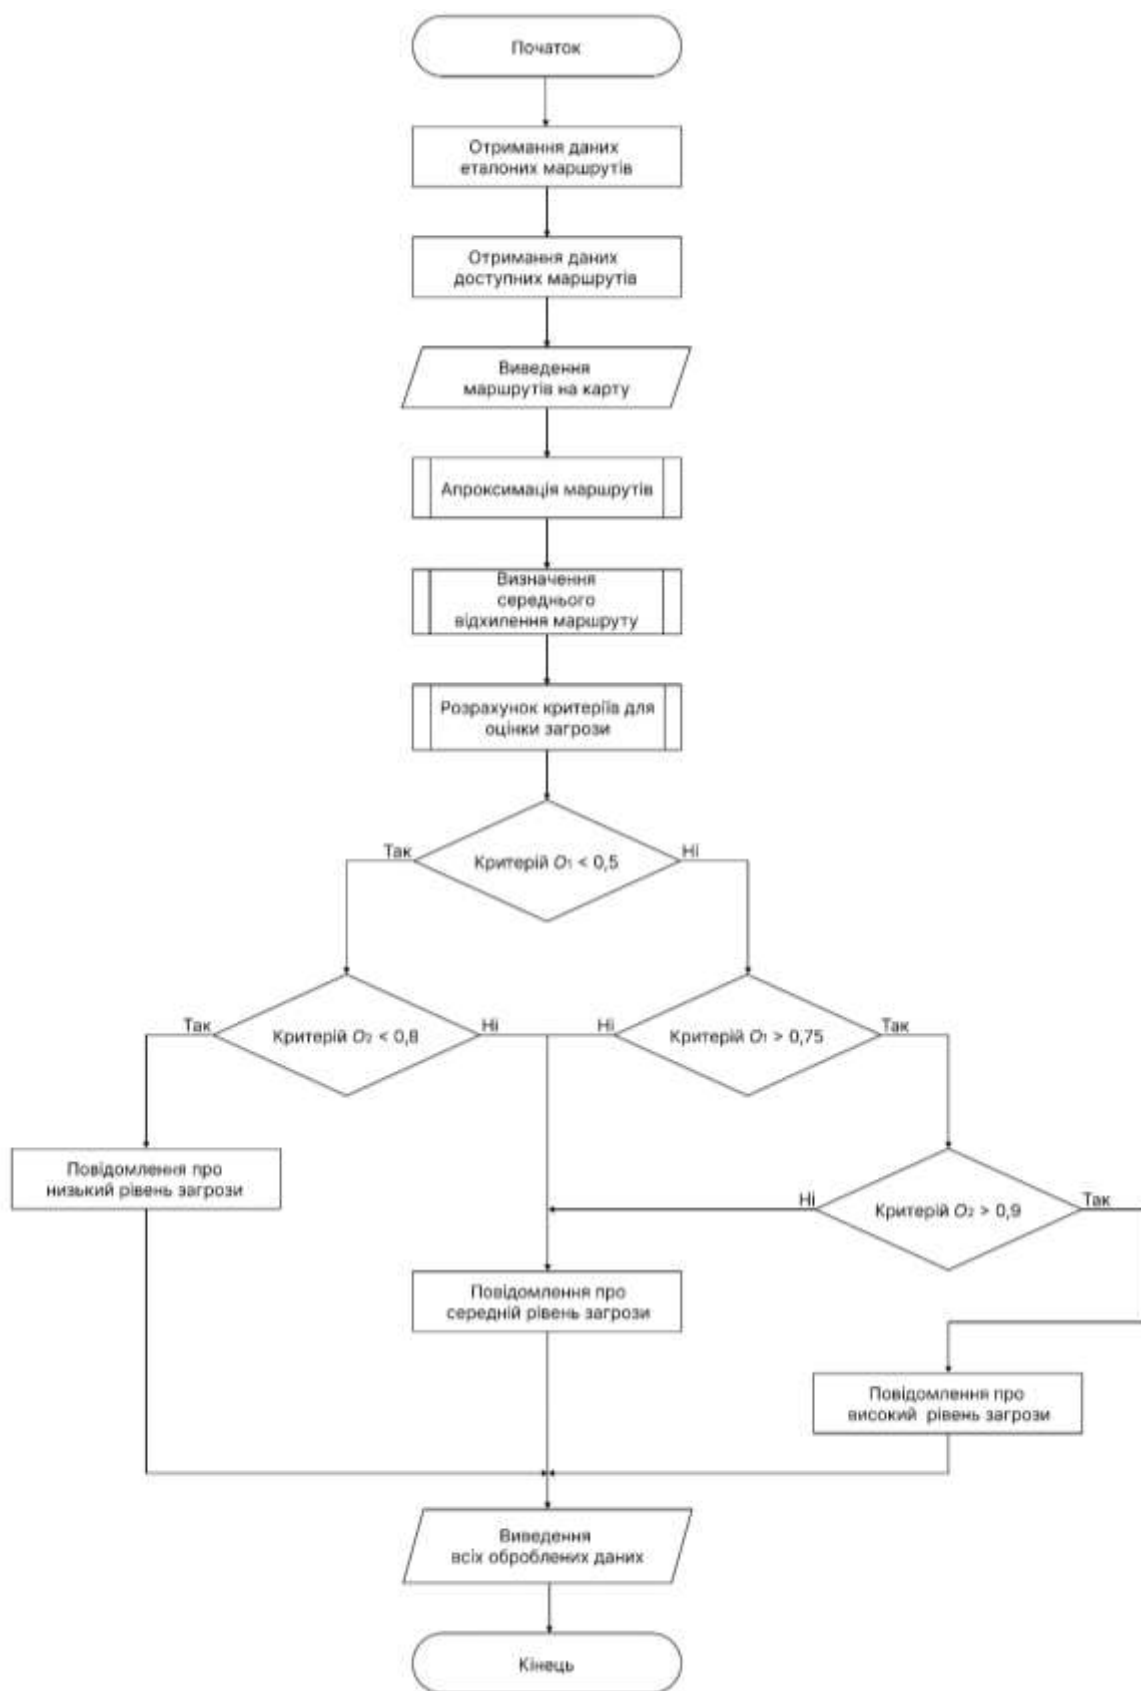 Початок
Отримання даних
еталоних маршрутів
Отримання даних
доступних маршрутів
Виведення
маршрутів на карту
Апроксимація маршрутів
Визначення
середнього
відхилення маршруту
Розрахунок критеріїв для
оцінки загрози
Так
Критерій O₁ < 0,5
Ні
Так
Критерій O₂ < 0,8
Ні
Ні
Критерій O₁ > 0,75
Так
Повідомлення про
низький рівень загрози
Ні
Критерій O₂ > 0,9
Так
Повідомлення про
середній рівень загрози
Повідомлення про
високий рівень загрози
Виведення
всіх оброблених даних
Кінець